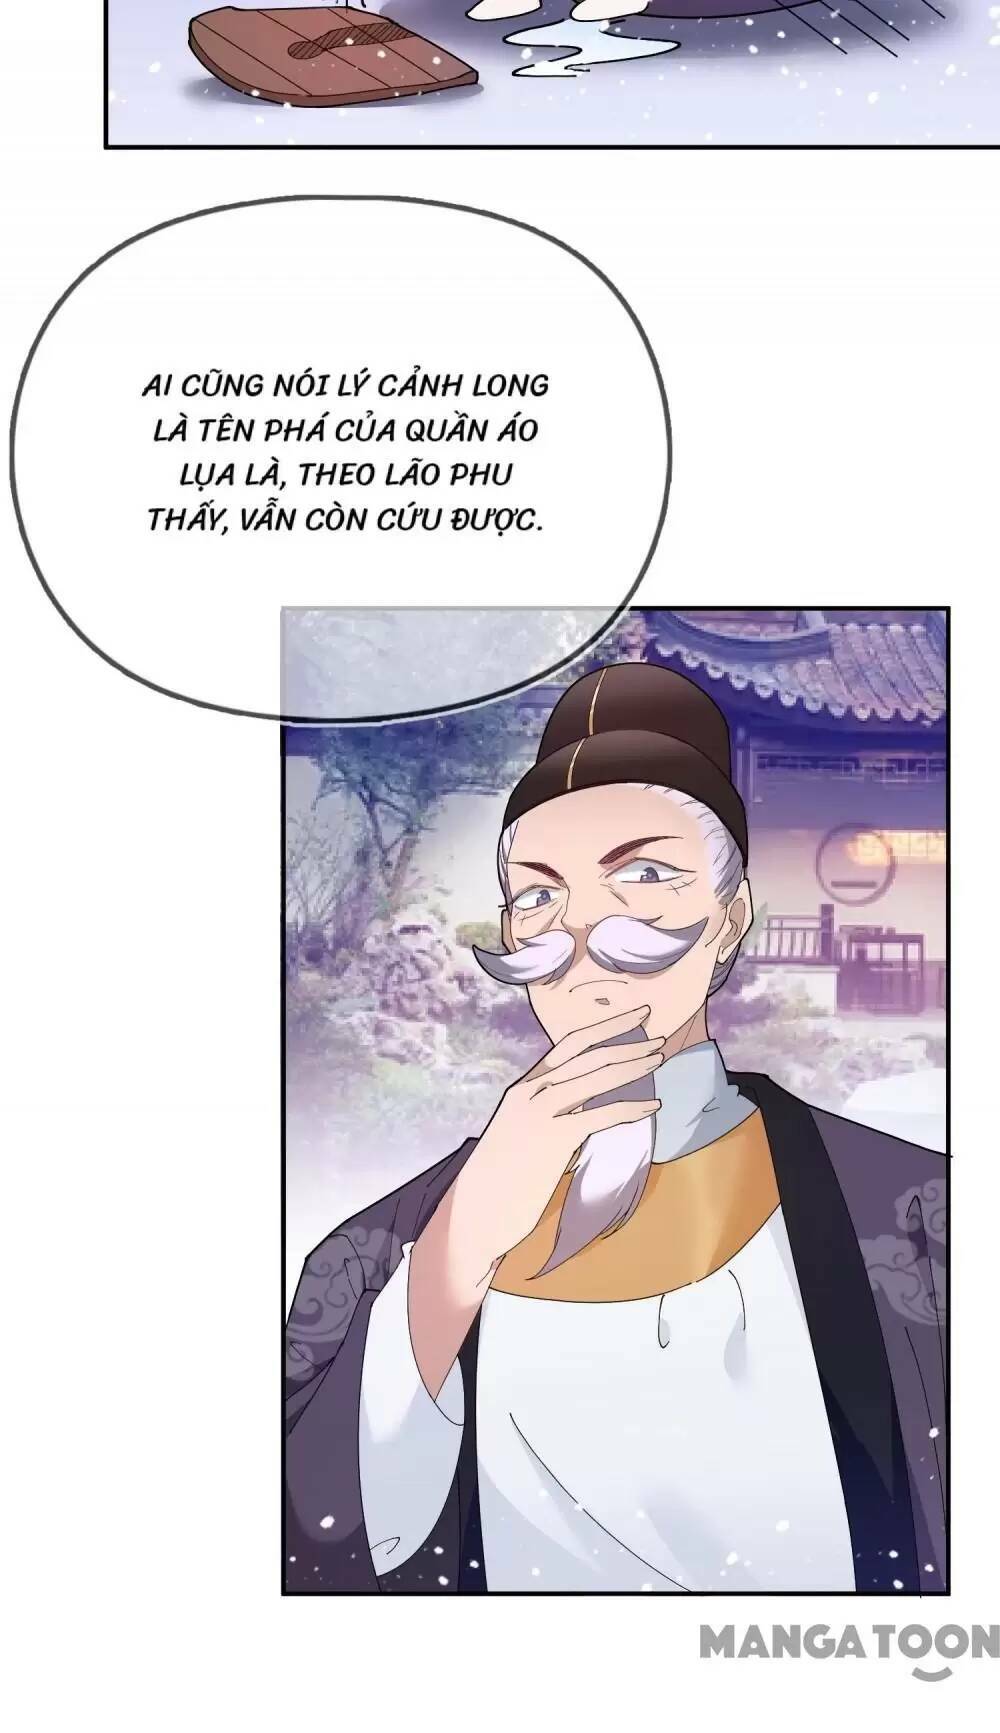 AI CŨNG NÓI LÝ CẢNH LONG
LÀ TÊN PHÁ CỦA QUẦN ÁO
LỤA LÀ, THEO LÃO PHU
THẤY, VẪN CÒN CỨU ĐƯỢC.
MANGATOON